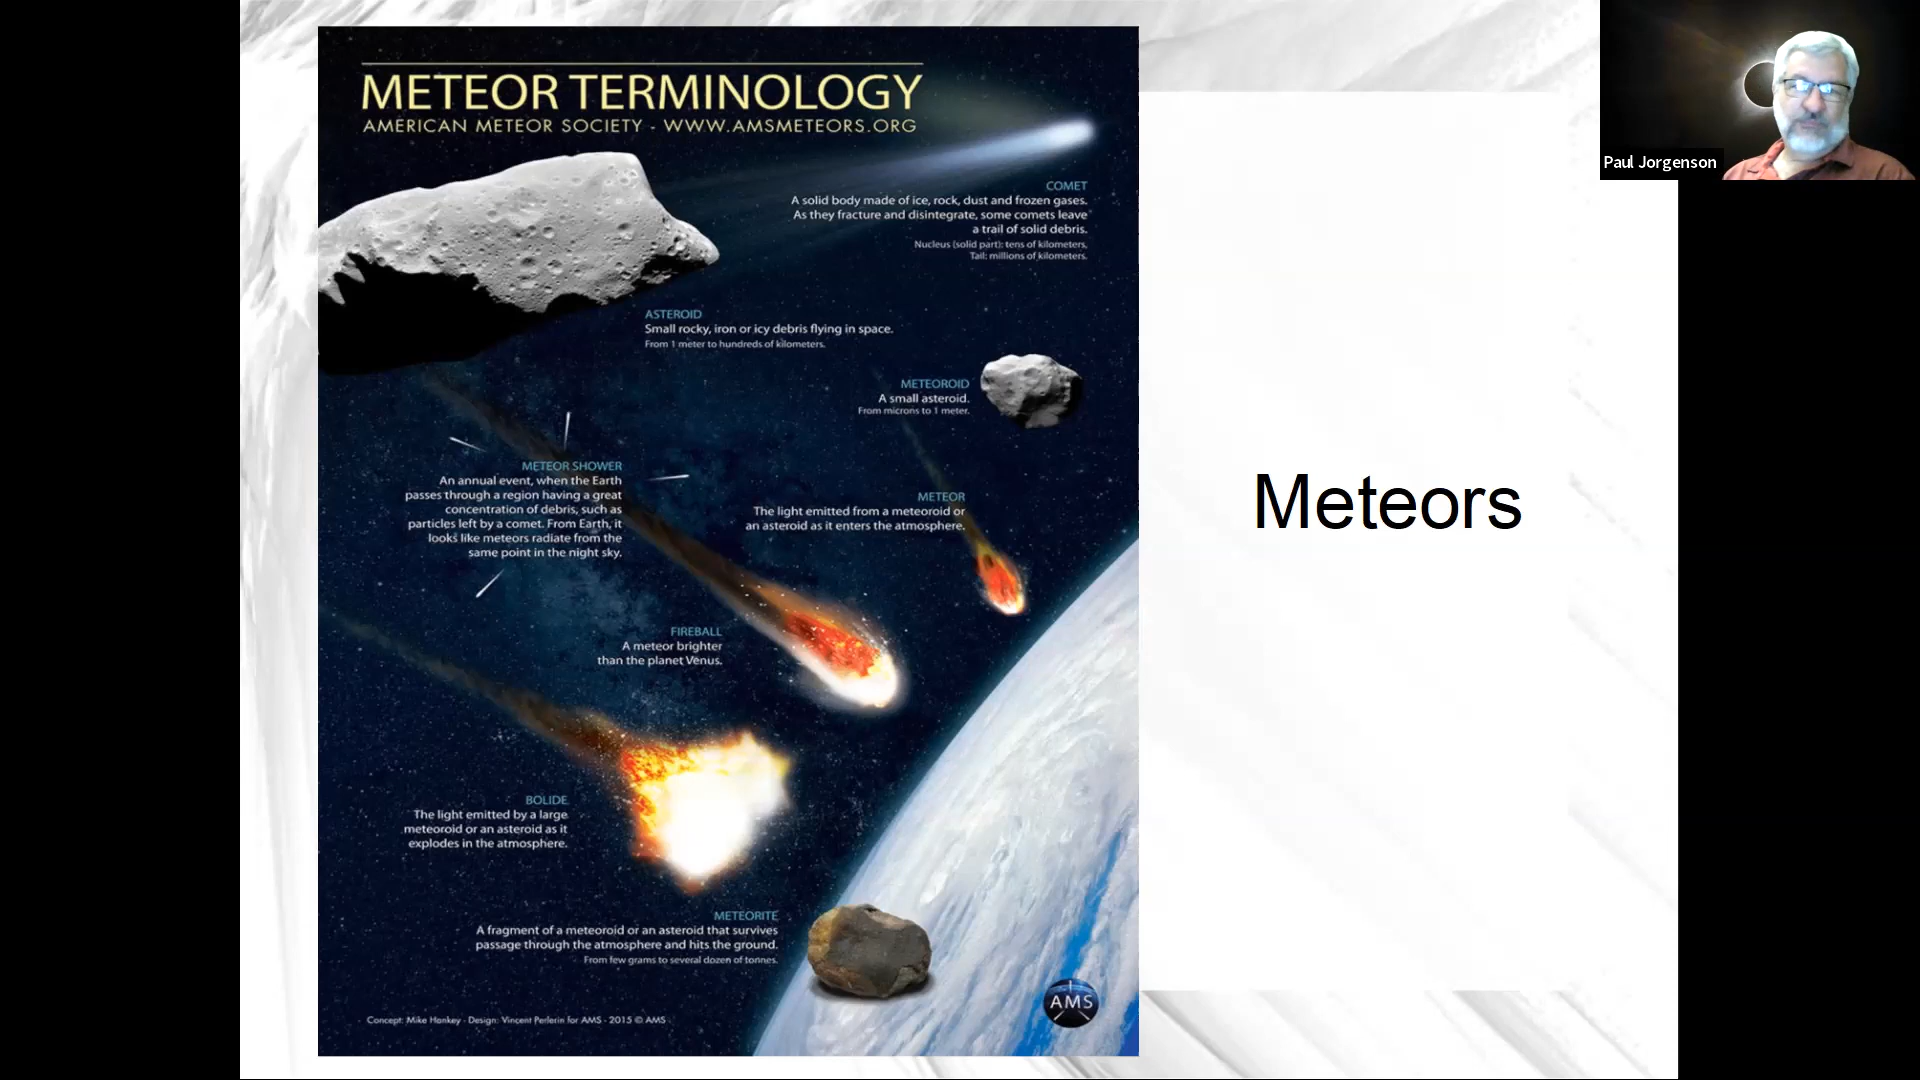 METEOR TERMINOLOGY
AMERICAN METEOR SOCIETY - WWW.AMSMETEORS.ORG
COMET
A solid body made of ice, rock, dust and frozen gases.
As they fracture and disintegrate, some comets leave
a trail of solid debris.
Nucleus (solid part): tens of kilometers,
Tail: millions of kilometers.
ASTEROID
Small rocky, iron or icy debris flying in space.
From 1 meter to hundreds of kilometers.
METEOROID
A small asteroid.
From microns to 1 meter.
METEOR SHOWER
An annual event, when the Earth
passes through a region having a great
concentration of debris, such as
particles left by a comet. From Earth, it
looks like meteors radiate from the
same point in the night sky.
METEOR
The light emitted from a meteoroid or
an asteroid as it enters the atmosphere.
FIREBALL
A meteor brighter
than the planet Venus.
BOLIDE
The light emitted by a large
meteoroid or an asteroid as it
explodes in the atmosphere.
METEORITE
A fragment of a meteoroid or an asteroid that survives
passage through the atmosphere and hits the ground.
From few grams to several dozen of tonnes.
Concept: Mike Hankey - Design: Vincent Perlerin for AMS - 2015 © AMS
AMS
Meteors
Paul Jorgenson